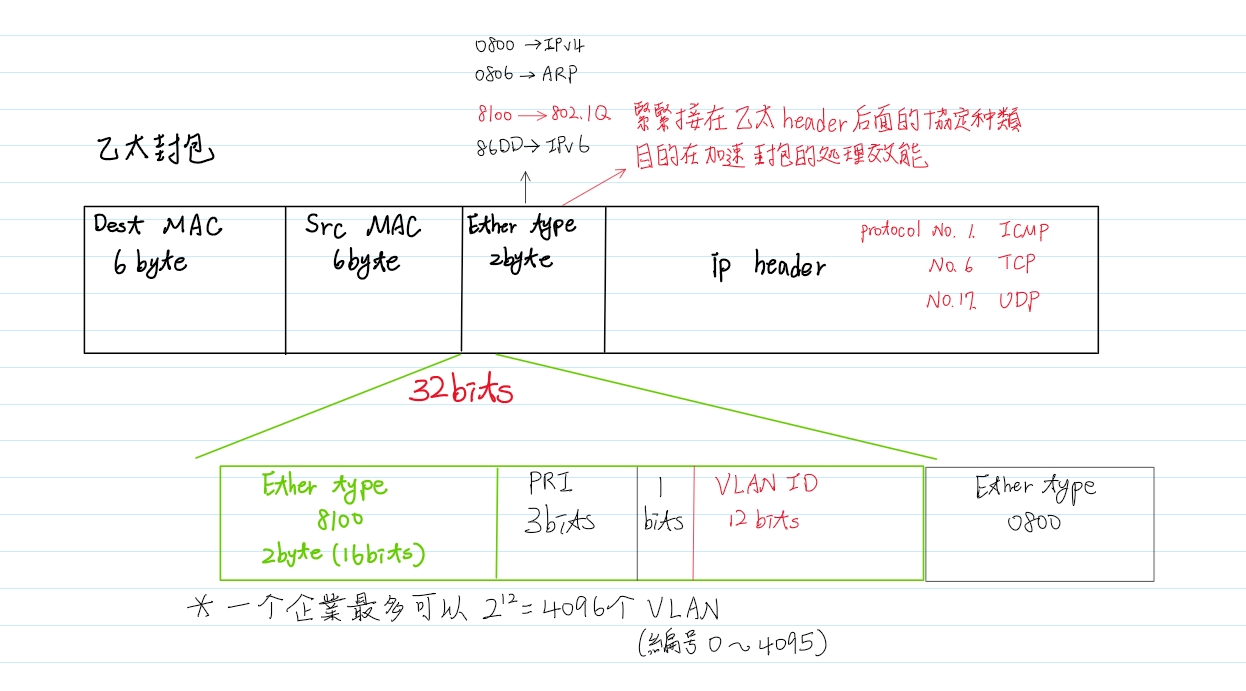 0800 → IPv4
0806 → ARP
8100 → 802.1Q
86DD → IPv6
緊緊接在乙太header后面的協定种類
目的在加速封包的処理效能
乙太封包
Dest MAC
6 byte
Src MAC
6byte
Ether type
2byte
ip header
protocol No. 1. ICMP
No. 6 TCP
No. 17. UDP
32bits
Ether type
8100
2byte (16bits)
PRI
3bits
1
bits
VLAN ID
12 bits
Ether type
0800
* 一个企業最多可以 2¹² = 4096个 VLAN
(編号 0～4095)